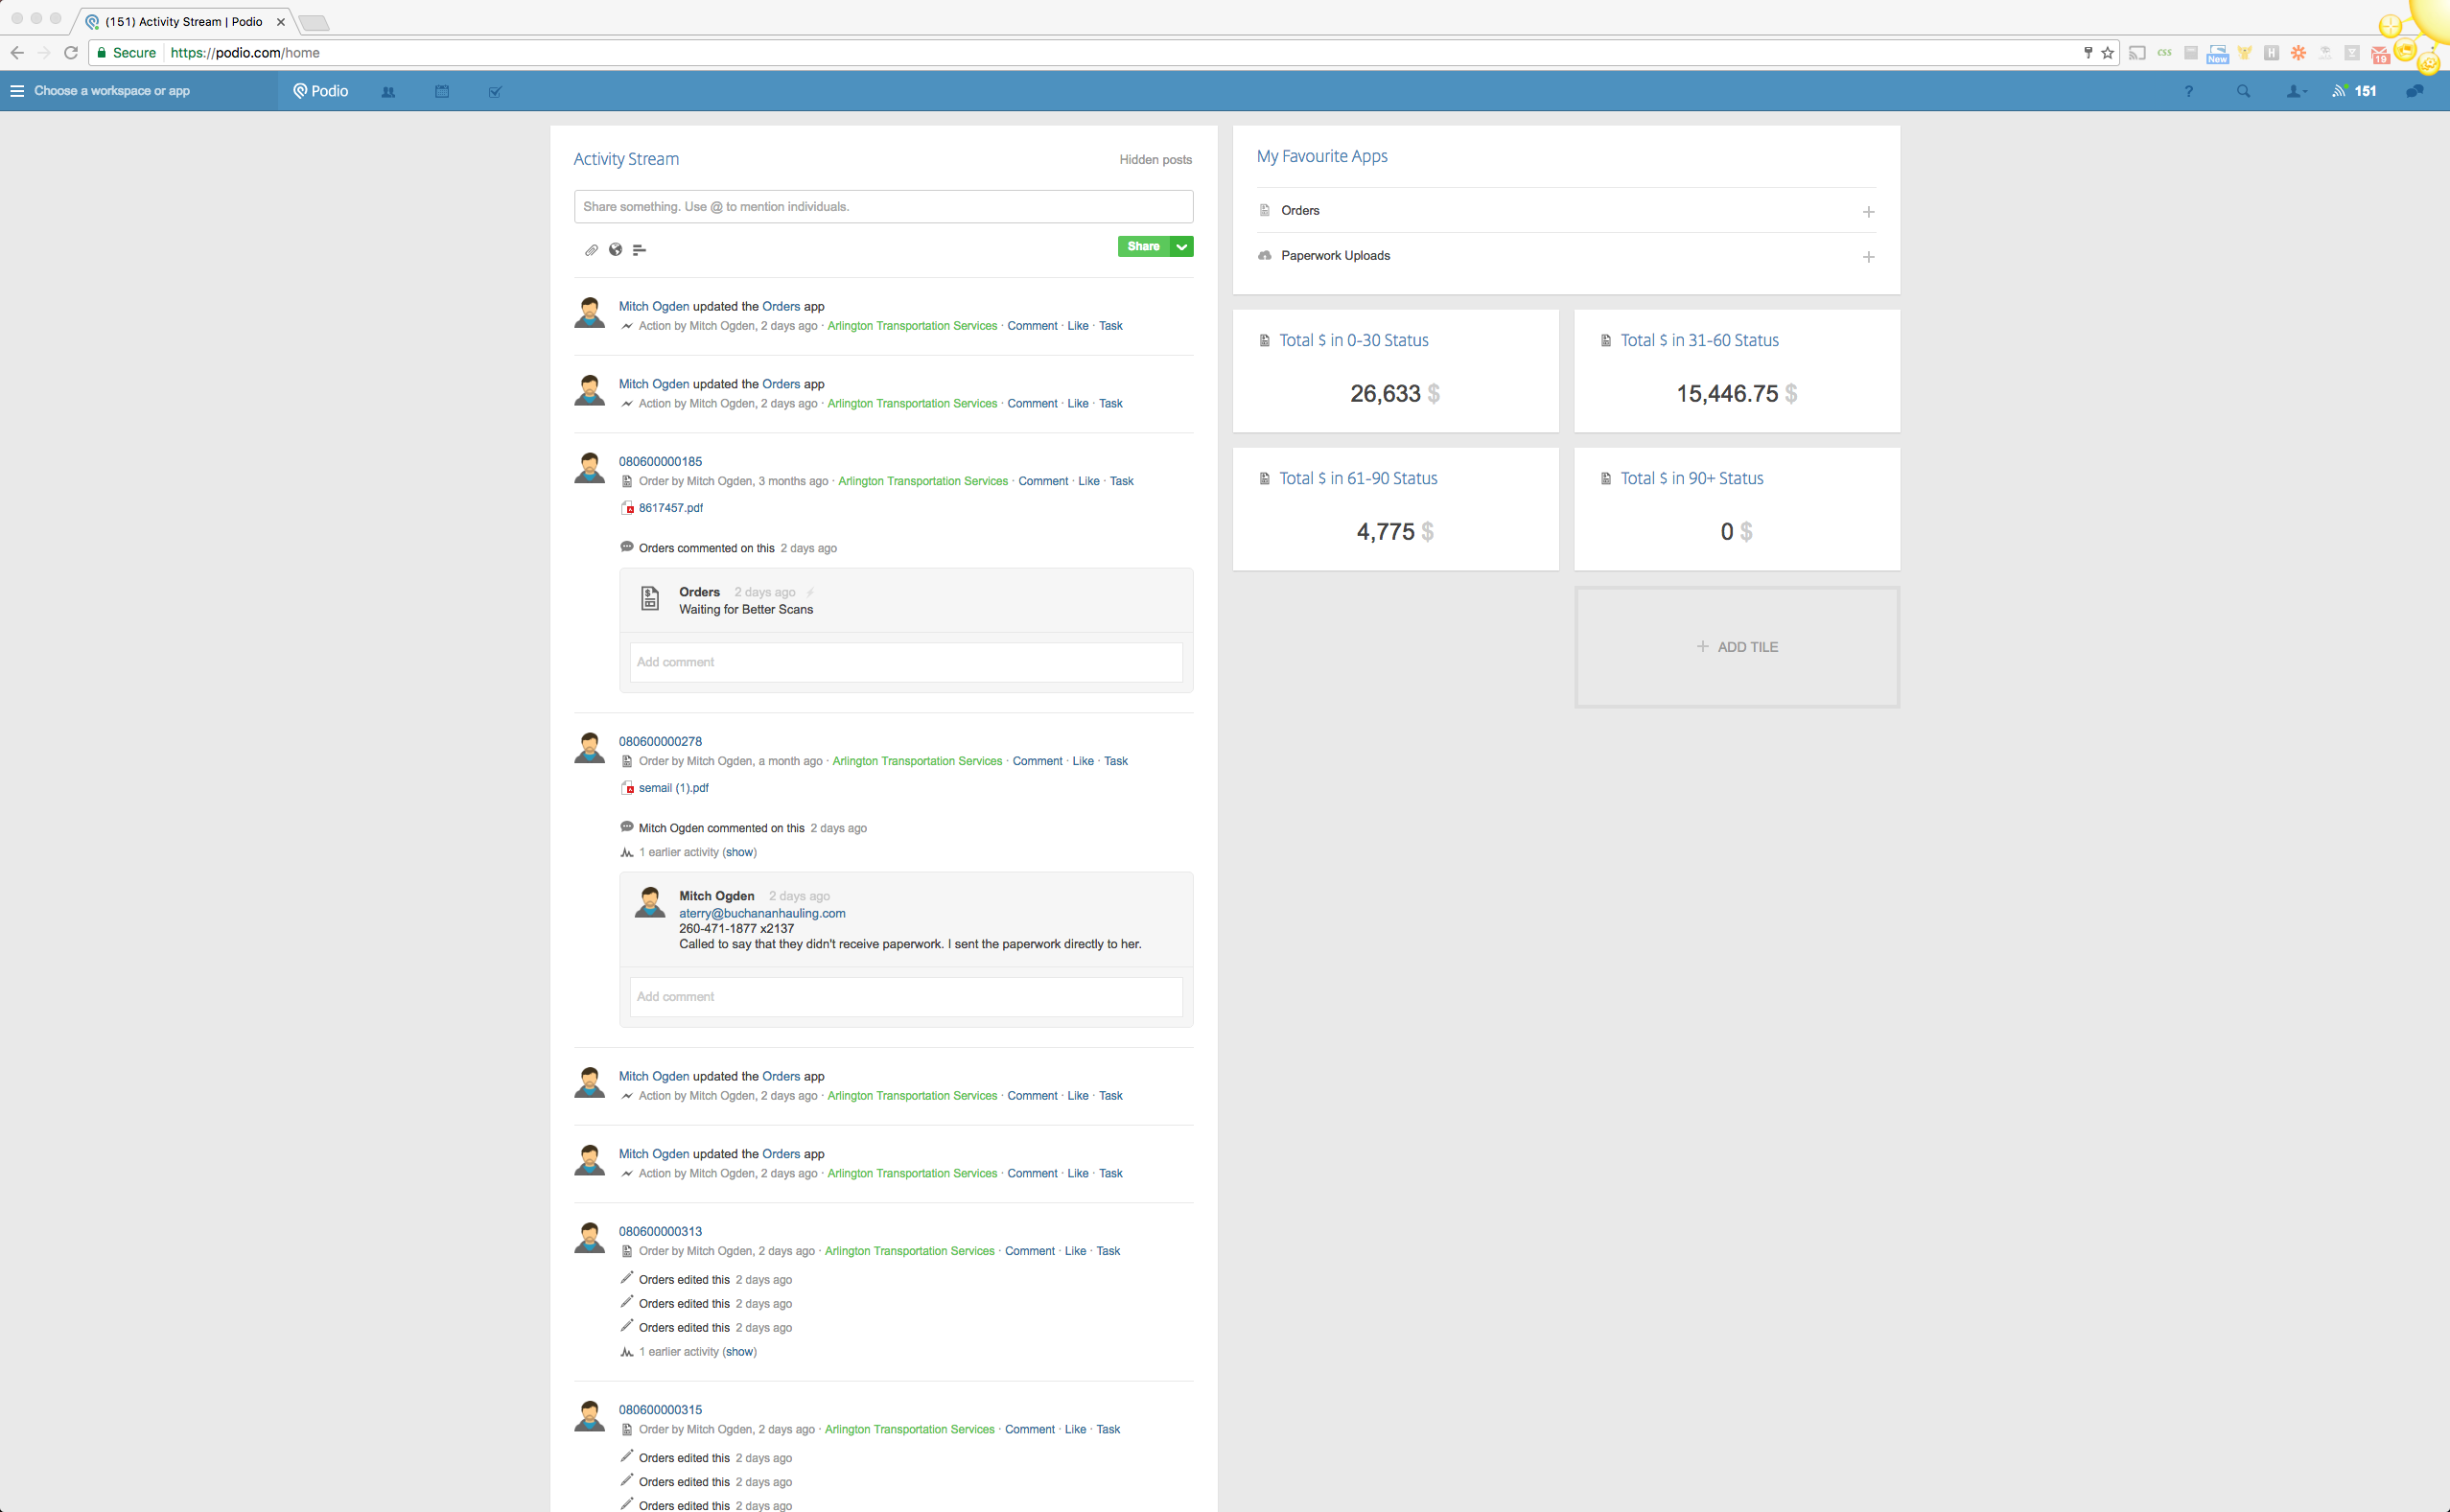 (151) Activity Stream | Podio
Secure https://podio.com/home
css
New
H
19
Choose a workspace or app
Podio
?
151
Activity Stream
Hidden posts
Share something. Use @ to mention individuals.
Share
Mitch Ogden updated the Orders app
Action by Mitch Ogden, 2 days ago · Arlington Transportation Services · Comment · Like · Task
Mitch Ogden updated the Orders app
Action by Mitch Ogden, 2 days ago · Arlington Transportation Services · Comment · Like · Task
080600000185
Order by Mitch Ogden, 3 months ago · Arlington Transportation Services · Comment · Like · Task
8617457.pdf
Orders commented on this 2 days ago
Orders 2 days ago
Waiting for Better Scans
Add comment
080600000278
Order by Mitch Ogden, a month ago · Arlington Transportation Services · Comment · Like · Task
semail (1).pdf
Mitch Ogden commented on this 2 days ago
1 earlier activity (show)
Mitch Ogden 2 days ago
aterry@buchananhauling.com
260-471-1877 x2137
Called to say that they didn't receive paperwork. I sent the paperwork directly to her.
Add comment
Mitch Ogden updated the Orders app
Action by Mitch Ogden, 2 days ago · Arlington Transportation Services · Comment · Like · Task
Mitch Ogden updated the Orders app
Action by Mitch Ogden, 2 days ago · Arlington Transportation Services · Comment · Like · Task
080600000313
Order by Mitch Ogden, 2 days ago · Arlington Transportation Services · Comment · Like · Task
Orders edited this 2 days ago
Orders edited this 2 days ago
Orders edited this 2 days ago
1 earlier activity (show)
080600000315
Order by Mitch Ogden, 2 days ago · Arlington Transportation Services · Comment · Like · Task
Orders edited this 2 days ago
Orders edited this 2 days ago
Orders edited this 2 days ago
My Favourite Apps
Orders
Paperwork Uploads
Total $ in 0-30 Status
26,633 $
Total $ in 31-60 Status
15,446.75 $
Total $ in 61-90 Status
4,775 $
Total $ in 90+ Status
0 $
+ ADD TILE